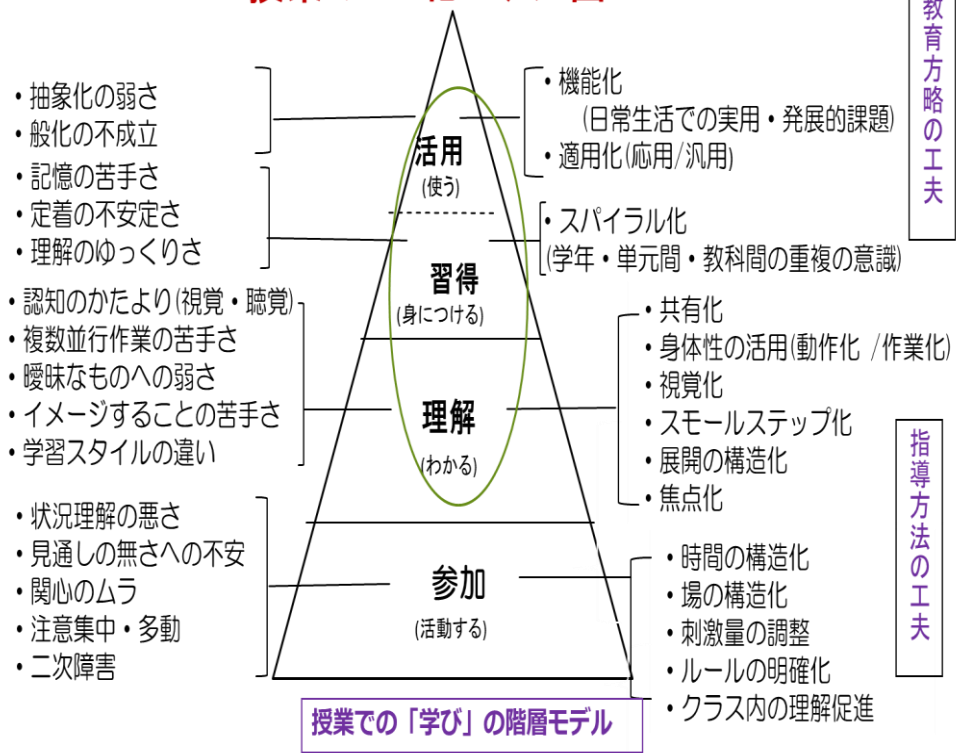 ・抽象化の弱さ
・般化の不成立
・記憶の苦手さ
・定着の不安定さ
・理解のゆっくりさ
・認知のかたより(視覚・聴覚)
・複数並行作業の苦手さ
・曖昧なものへの弱さ
・イメージすることの苦手さ
・学習スタイルの違い
・状況理解の悪さ
・見通しの無さへの不安
・関心のムラ
・注意集中・多動
・二次障害
活用
(使う)
習得
(身につける)
理解
(わかる)
参加
(活動する)
・機能化
(日常生活での実用・発展的課題)
・適用化(応用/汎用)
・スパイラル化
(学年・単元間・教科間の重複の意識)
・共有化
・身体性の活用(動作化 /作業化)
・視覚化
・スモールステップ化
・展開の構造化
・焦点化
・時間の構造化
・場の構造化
・刺激量の調整
・ルールの明確化
・クラス内の理解促進
教育方略の工夫
指導方法の工夫
授業での「学び」の階層モデル